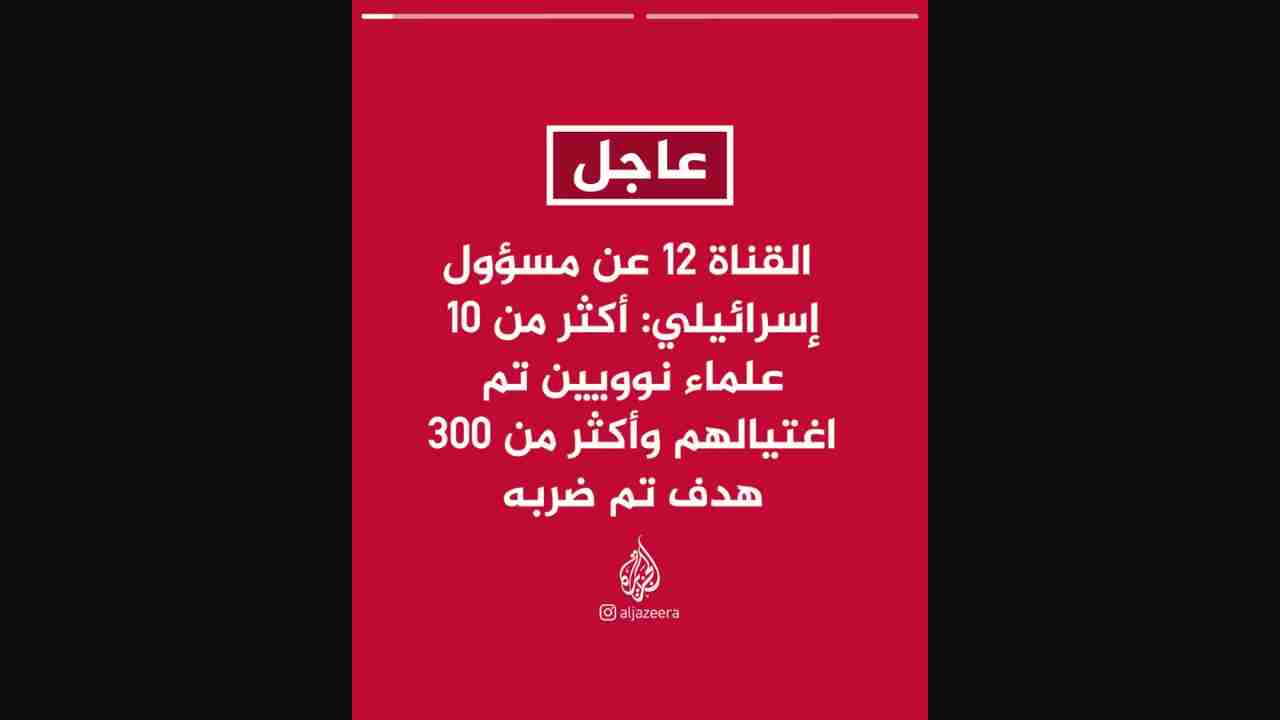 عاجل
القناة 12 عن مسؤول
إسرائيلي: أكثر من 10
علماء نوويين تم
اغتيالهم وأكثر من 300
هدف تم ضربه
الجزيرة
aljazeera